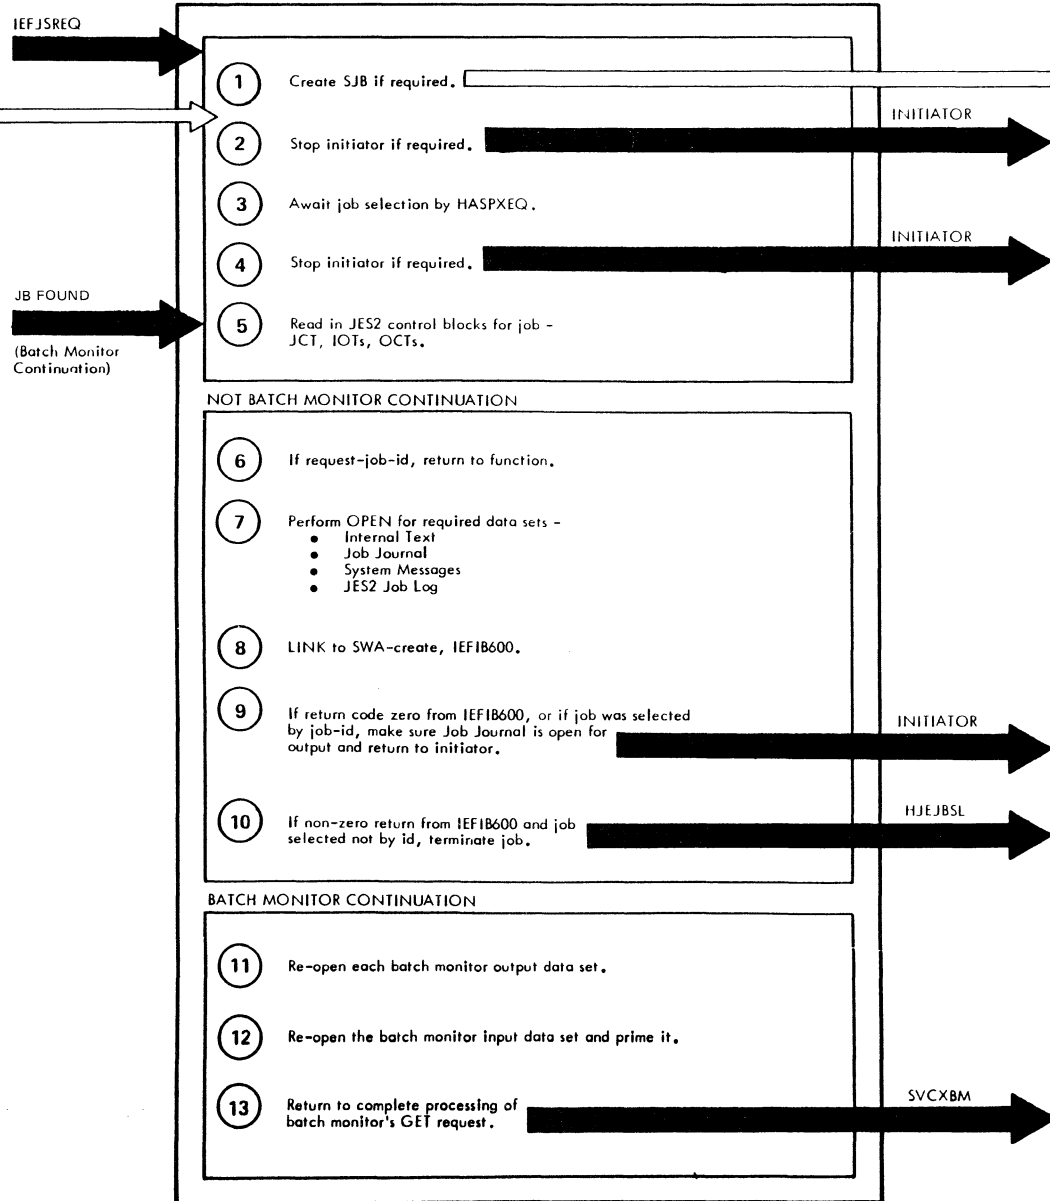 IEFJSREQ
1 Create SJB if required.
INITIATOR
2 Stop initiator if required.
3 Await job selection by HASPXEQ.
INITIATOR
4 Stop initiator if required.
JB FOUND
5 Read in JES2 control blocks for job -
JCT, IOTs, OCTs.
(Batch Monitor
Continuation)
NOT BATCH MONITOR CONTINUATION
6 If request-job-id, return to function.
7 Perform OPEN for required data sets -
• Internal Text
• Job Journal
• System Messages
• JES2 Job Log
8 LINK to SWA-create, IEFIB600.
9 If return code zero from IEFIB600, or if job was selected
by job-id, make sure Job Journal is open for
output and return to initiator.
INITIATOR
10 If non-zero return from IEFIB600 and job
selected not by id, terminate job.
HJEJBSL
BATCH MONITOR CONTINUATION
11 Re-open each batch monitor output data set.
12 Re-open the batch monitor input data set and prime it.
13 Return to complete processing of
batch monitor's GET request.
SVCXBM